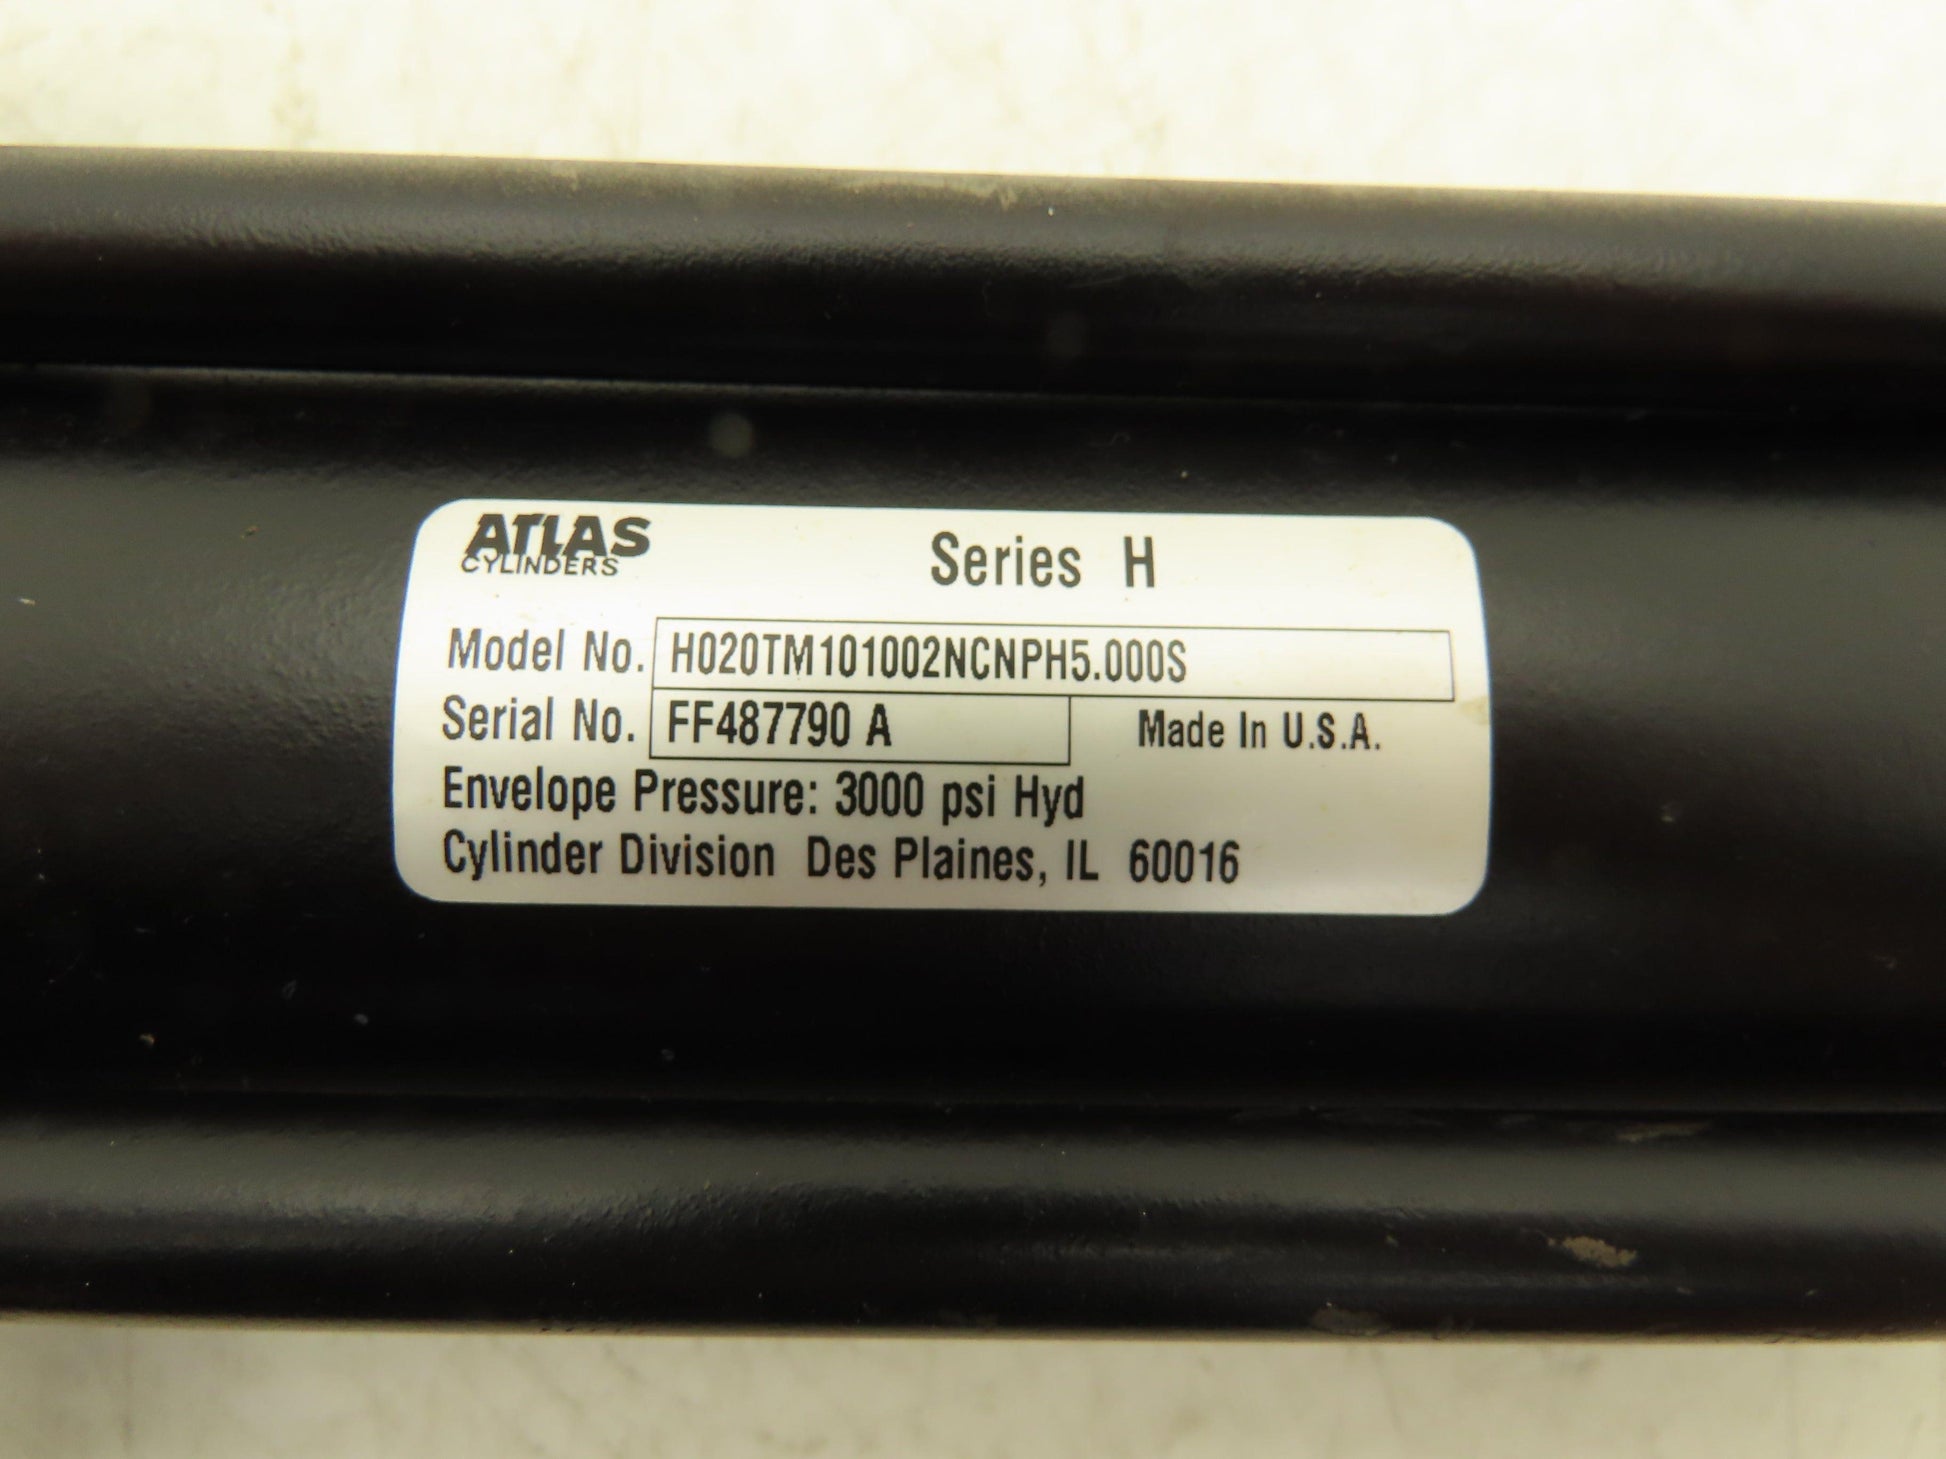 ATLAS
CYLINDERS
Series H
Model No. H020TM101002NCNPH5.000S
Serial No. FF487790 A Made In U.S.A.
Envelope Pressure: 3000 psi Hyd
Cylinder Division Des Plaines, IL 60016